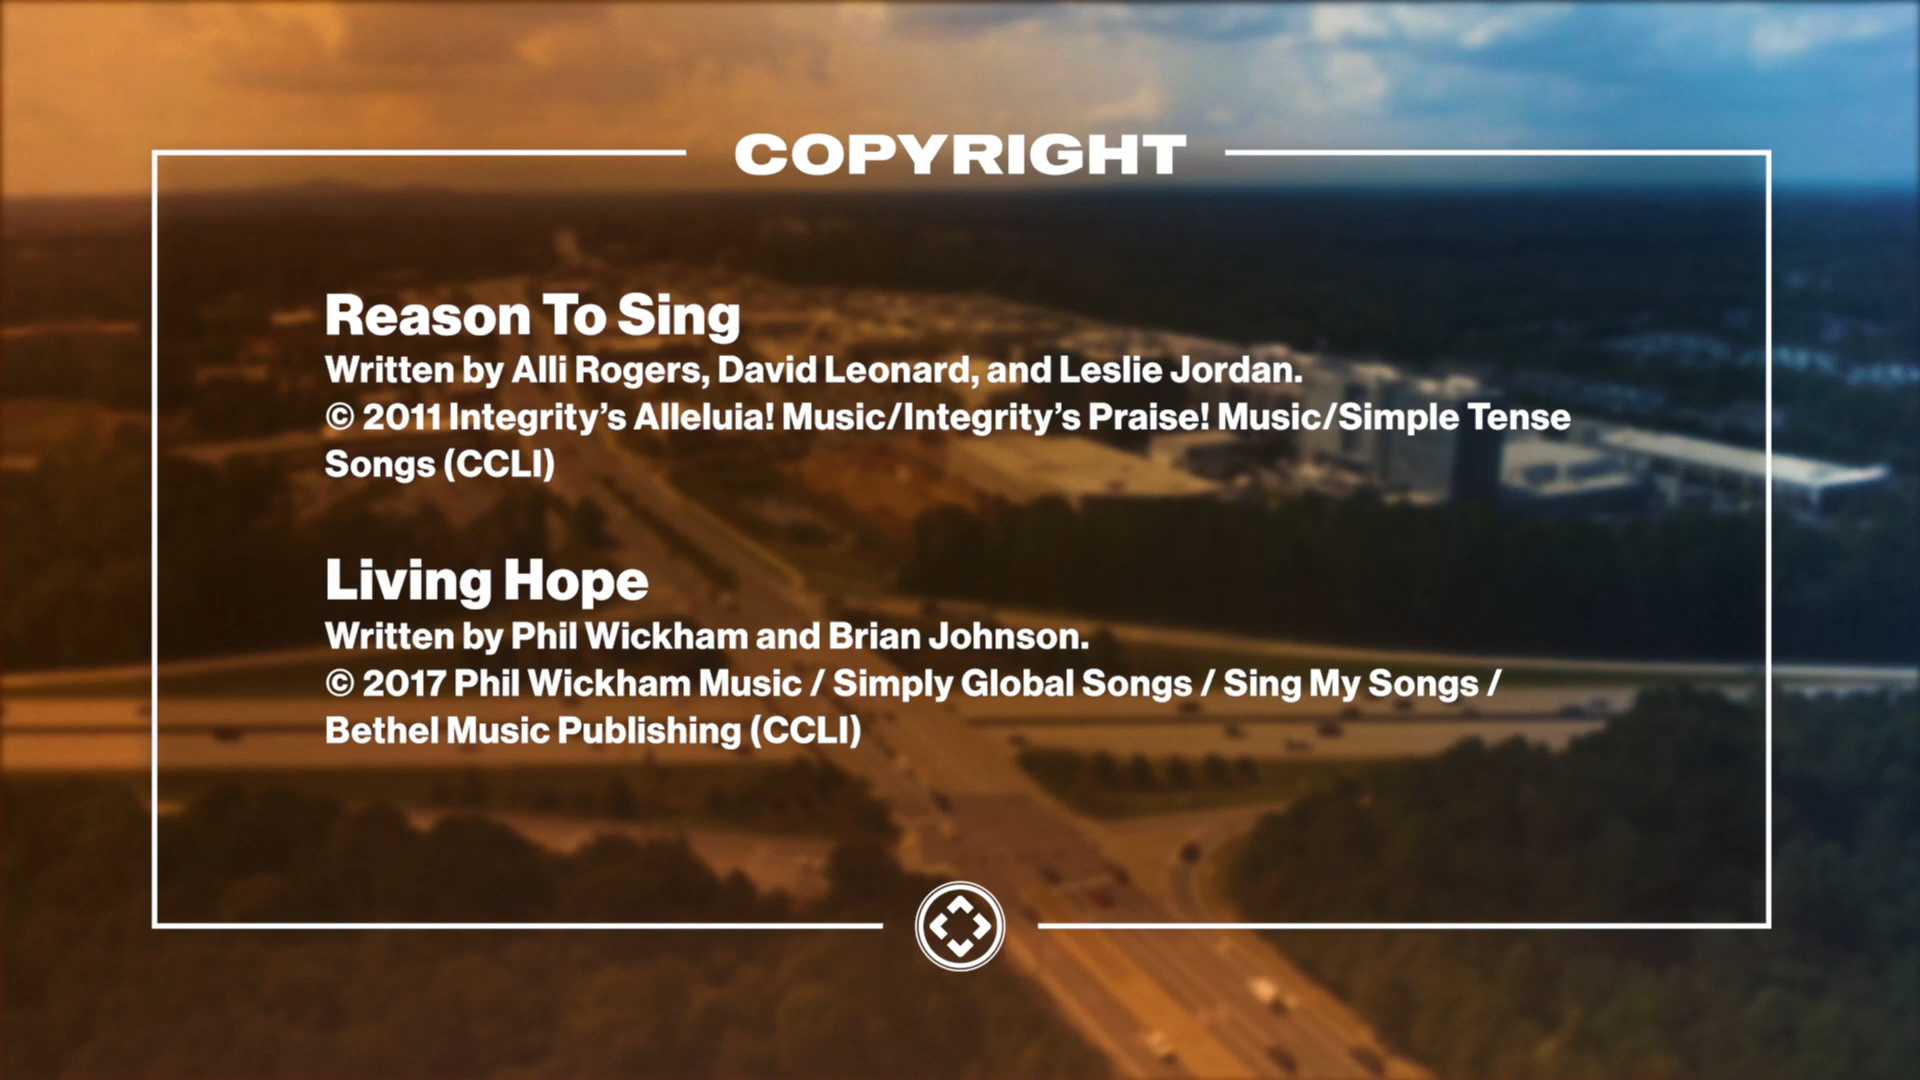 COPYRIGHT
Reason To Sing
Written by Alli Rogers, David Leonard, and Leslie Jordan.
© 2011 Integrity’s Alleluia! Music/Integrity’s Praise! Music/Simple Tense
Songs (CCLI)
Living Hope
Written by Phil Wickham and Brian Johnson.
© 2017 Phil Wickham Music / Simply Global Songs / Sing My Songs /
Bethel Music Publishing (CCLI)